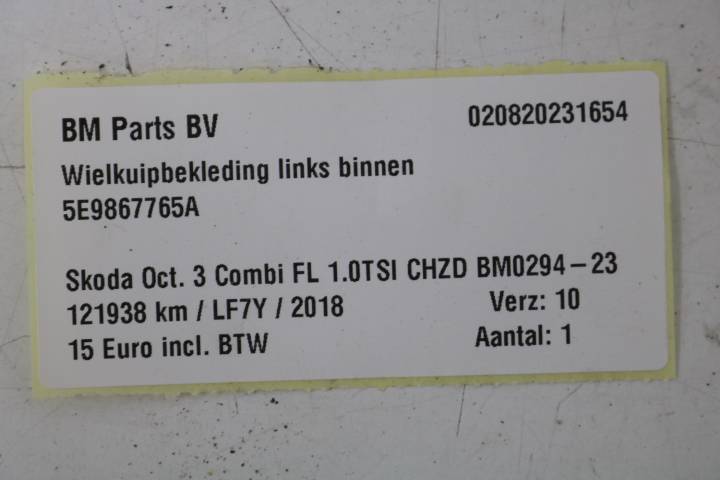 BM Parts BV 020820231654
Wielkuipbekleding links binnen
5E9867765A
Skoda Oct. 3 Combi FL 1.0TSI CHZD BM0294-23
121938 km / LF7Y / 2018 Verz: 10
15 Euro incl. BTW Aantal: 1